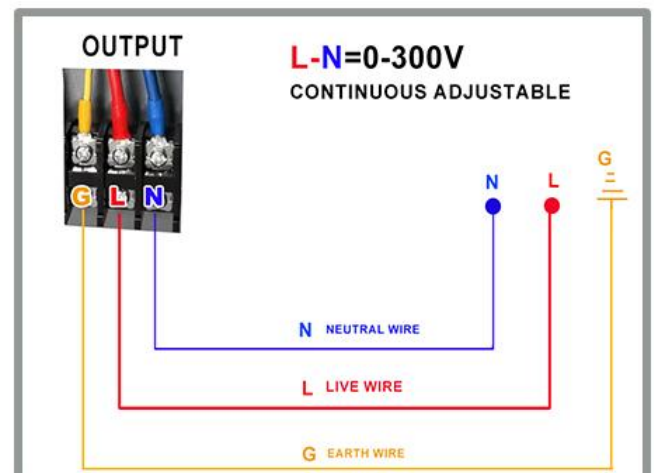 OUTPUT
L-N=0-300V
CONTINUOUS ADJUSTABLE
G L N
N L G
N NEUTRAL WIRE
L LIVE WIRE
G EARTH WIRE